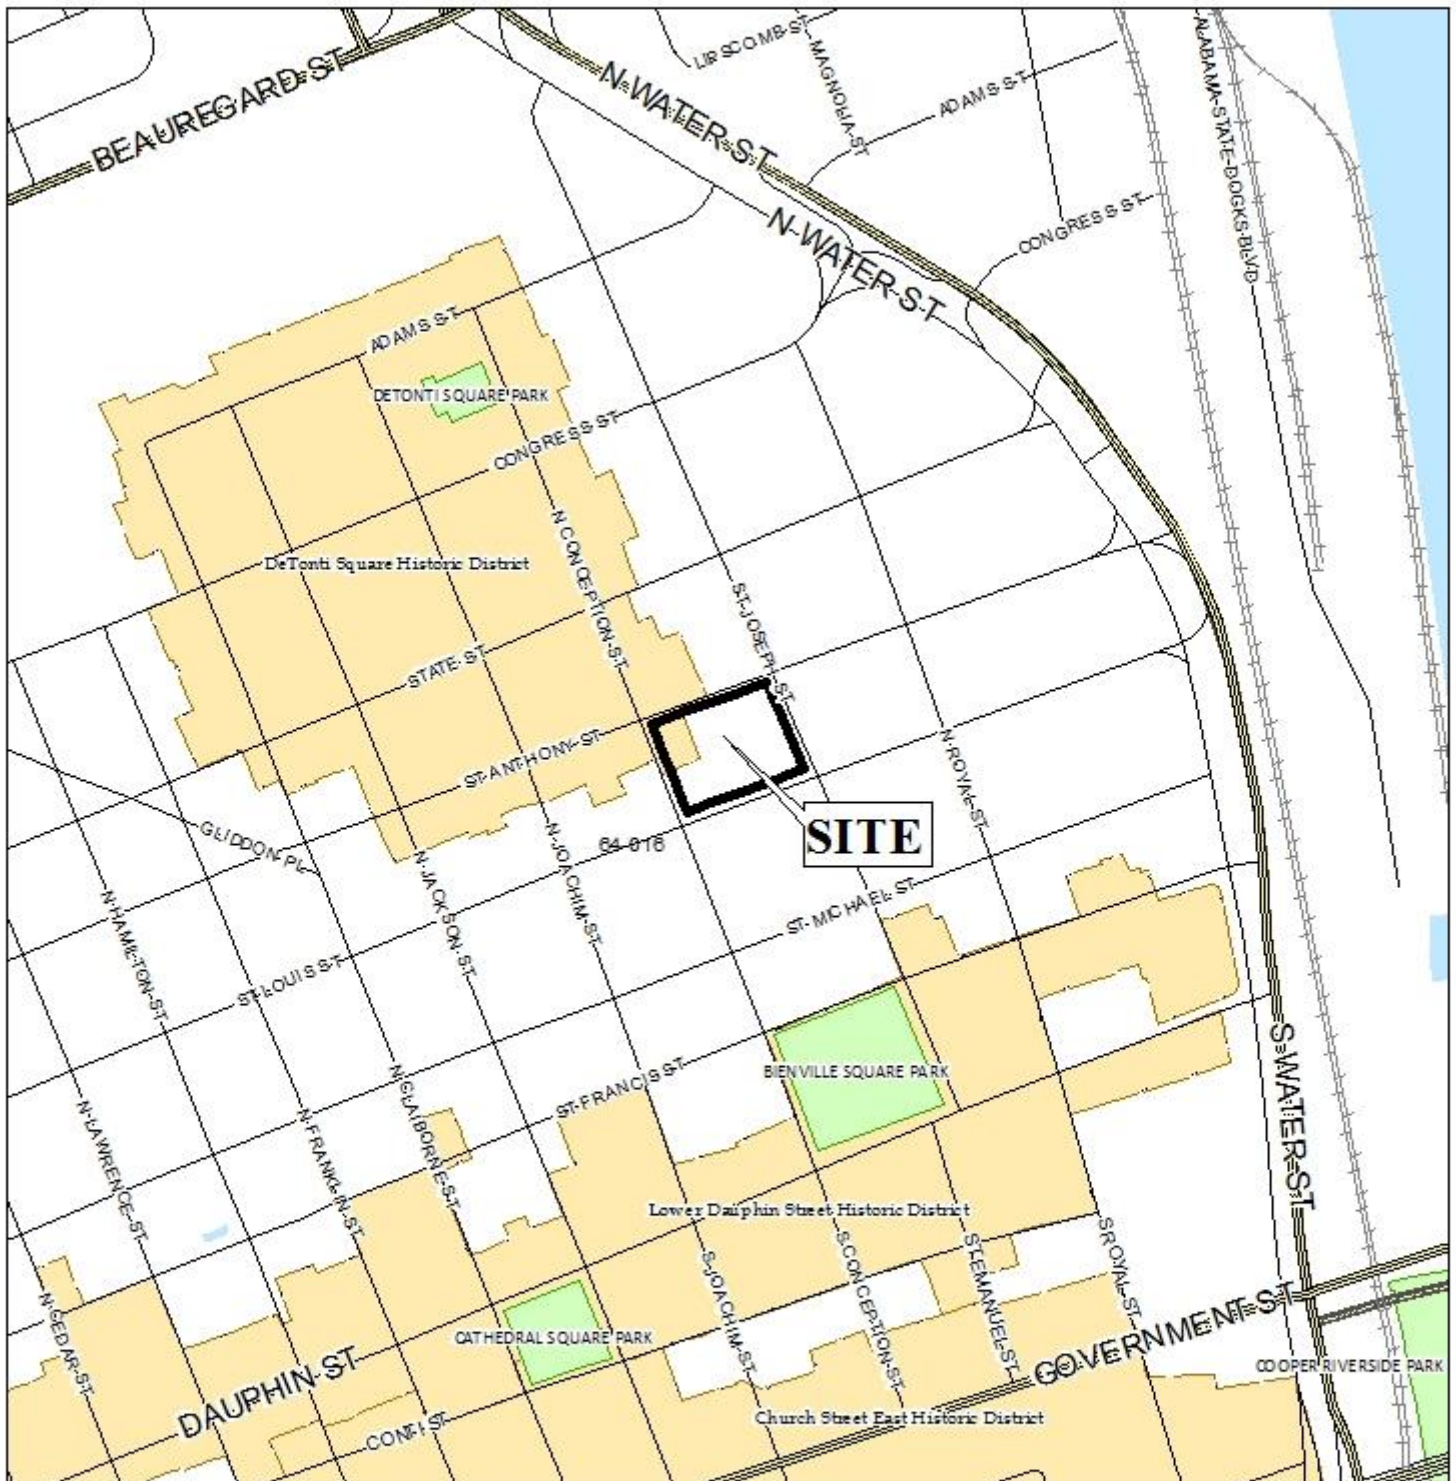 LIPSCOMB ST
MAGNOLIA ST
BEAUREGARD ST
N WATER ST
ADAMS ST
ALABAMA STATE DOCKS BLVD
N WATER ST
CONGRESS ST
ADAMS ST
DETONTI SQUARE PARK
CONGRESS ST
DeTonti Square Historic District
N CONCEPTION ST
ST JOSEPH ST
STATE ST
ST ANTHONY ST
N ROYAL ST
SITE
GLIDDON PL
64-016
N JACKSON ST
N JOACHIM ST
N HAMILTON ST
ST MICHAEL ST
ST LOUIS ST
S WATER ST
BIENVILLE SQUARE PARK
ST FRANCIS ST
N LAWRENCE ST
N FRANKLIN ST
N CLAIBORNE ST
Lower Dauphin Street Historic District
N CEDAR ST
S JOACHIM ST
S CONCEPTION ST
ST EMANUEL ST
S ROYAL ST
CATHEDRAL SQUARE PARK
GOVERNMENT ST
COOPER RIVERSIDE PARK
DAUPHIN ST
CONTI ST
Church Street East Historic District